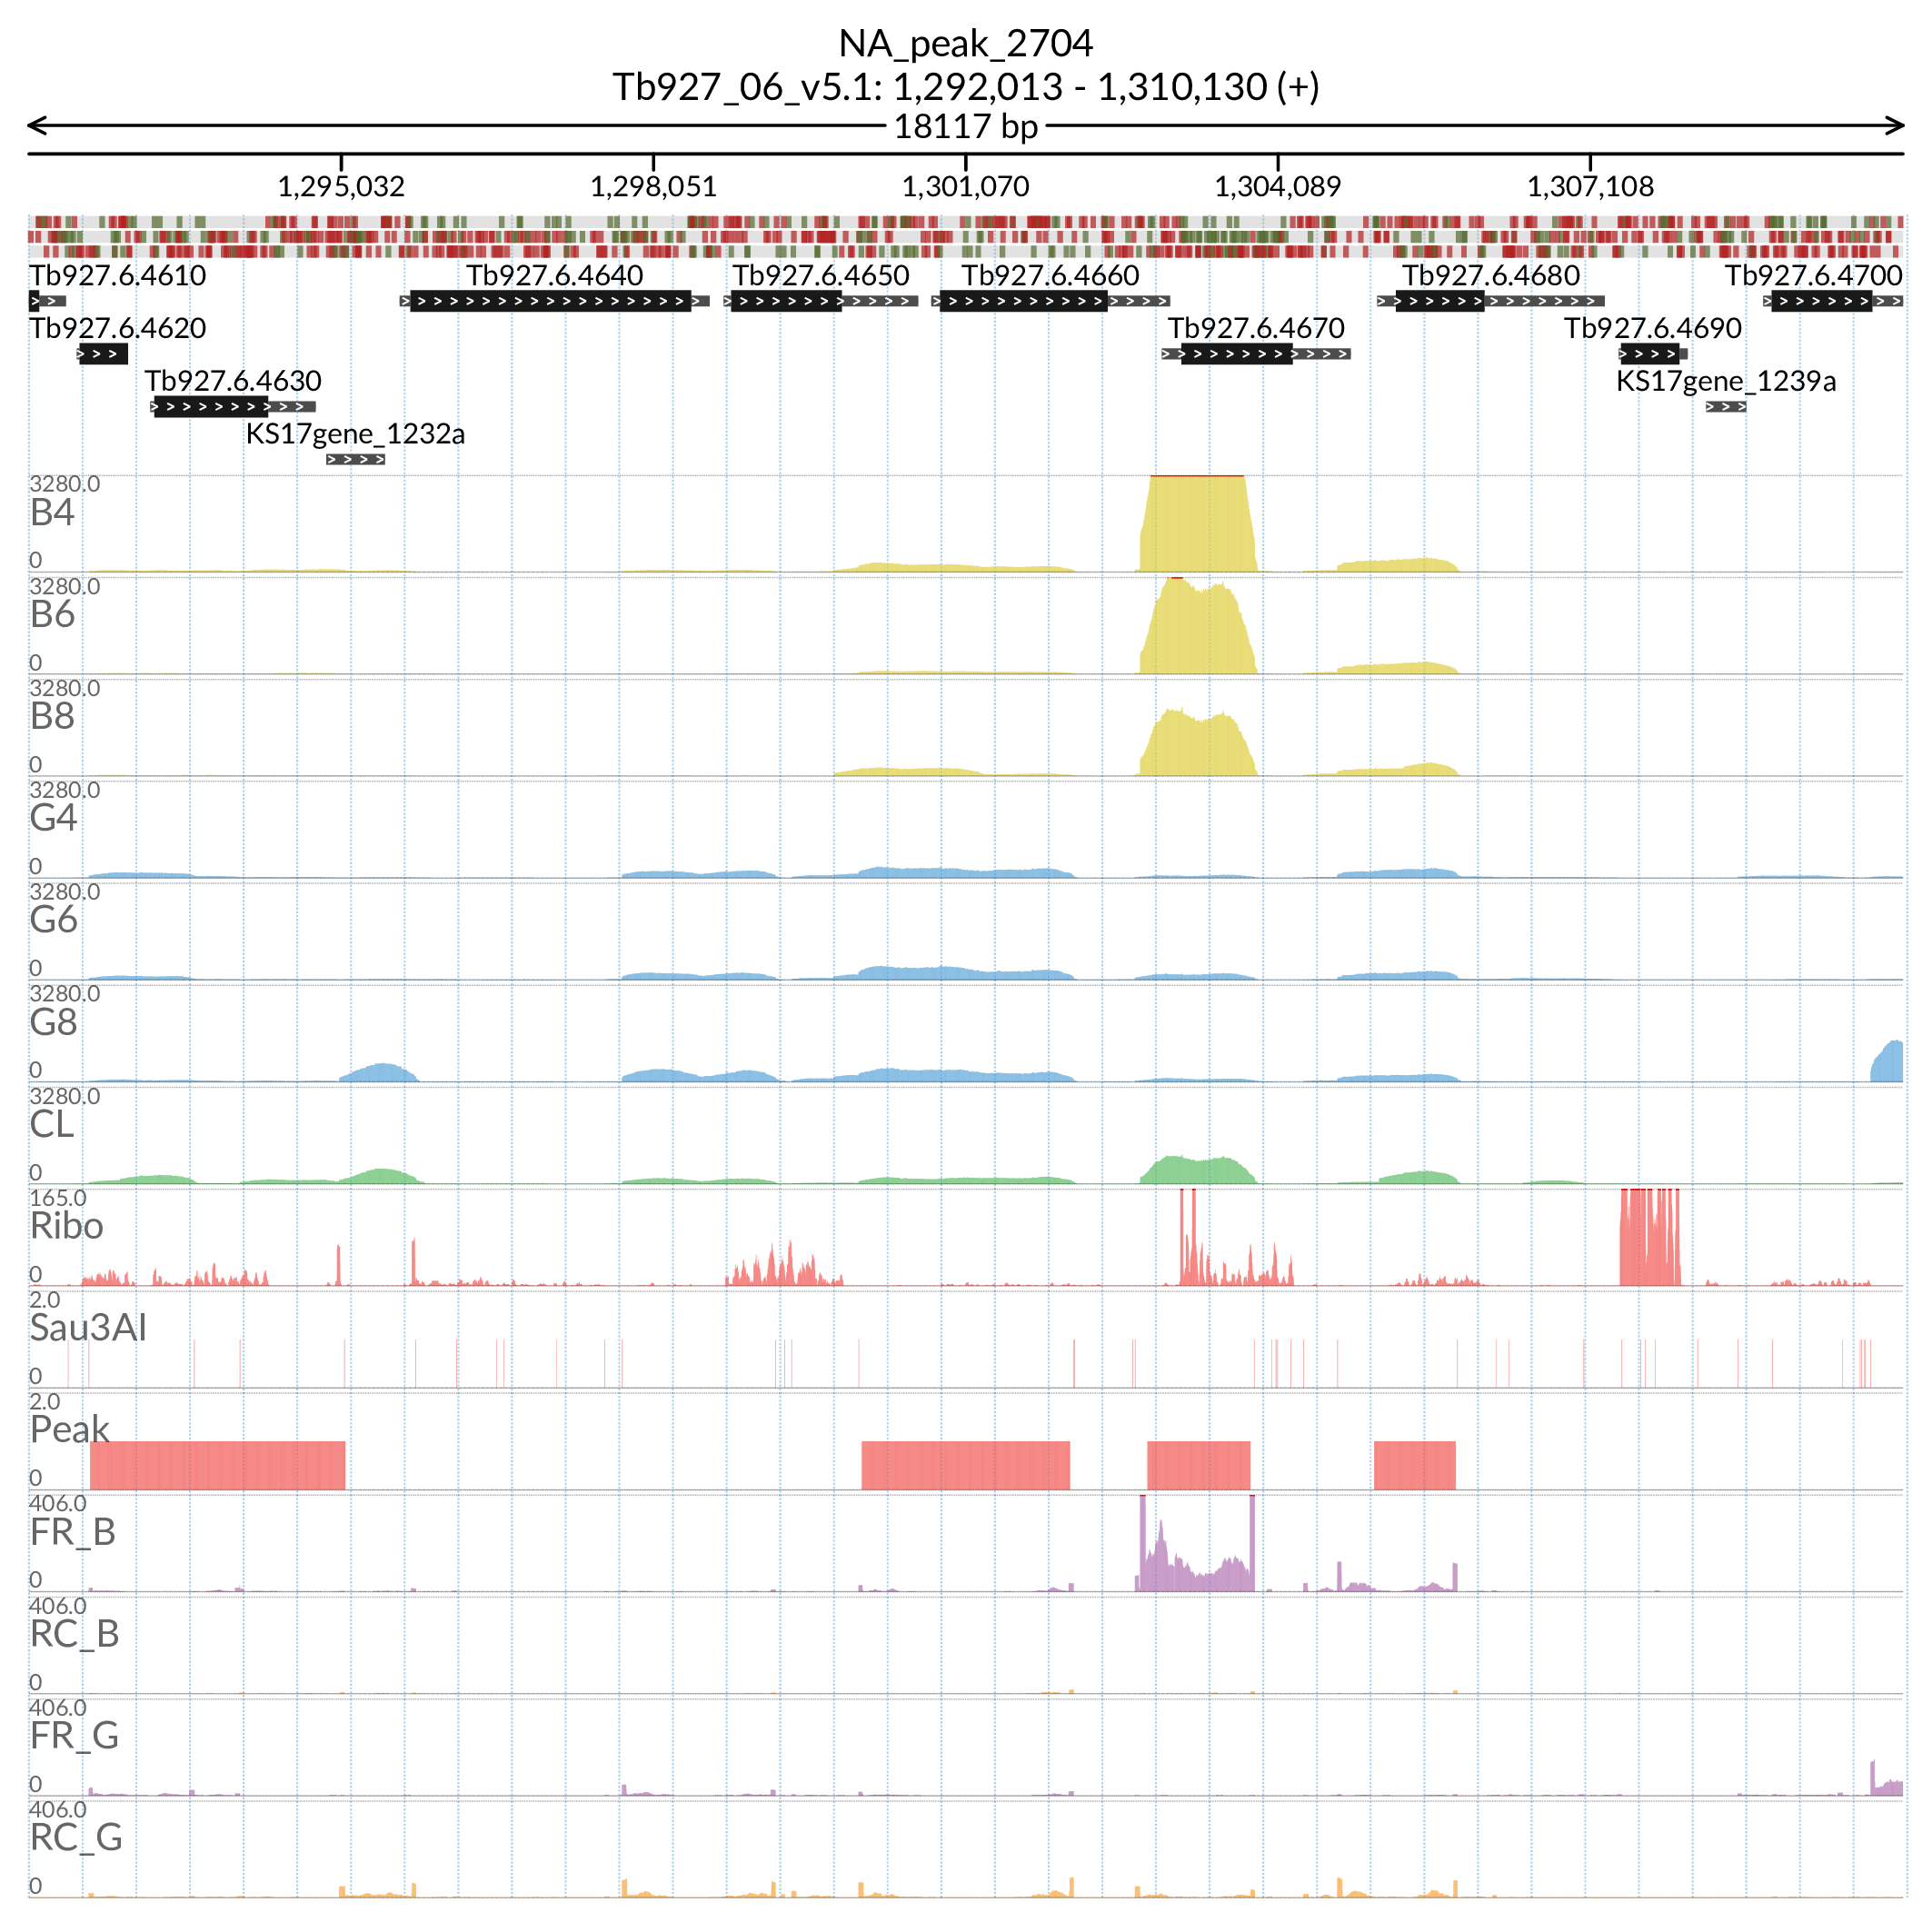 NA_peak_2704
Tb927_06_v5.1: 1,292,013 - 1,310,130 (+)
18117 bp
1,295,032 1,298,051 1,301,070 1,304,089 1,307,108
Tb927.6.4610 Tb927.6.4640 Tb927.6.4650 Tb927.6.4660 Tb927.6.4680 Tb927.6.4700
Tb927.6.4620 Tb927.6.4670 Tb927.6.4690
Tb927.6.4630 KS17gene_1239a
KS17gene_1232a
3280.0
B4
0
3280.0
B6
0
3280.0
B8
0
3280.0
G4
0
3280.0
G6
0
3280.0
G8
0
3280.0
CL
0
165.0
Ribo
0
2.0
Sau3AI
0
2.0
Peak
0
406.0
FR_B
0
406.0
RC_B
0
406.0
FR_G
0
406.0
RC_G
0